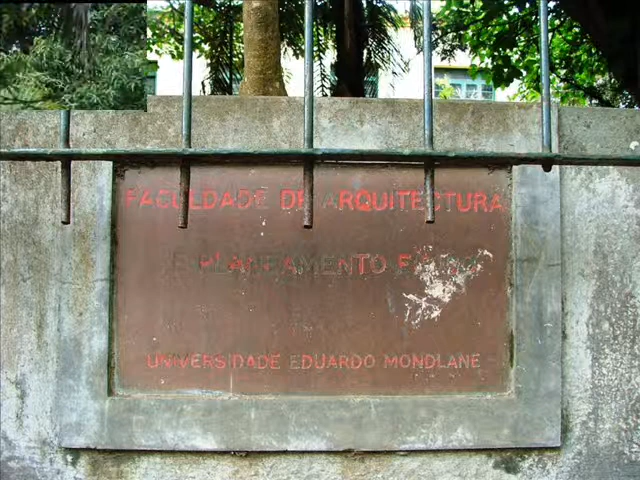 FACULDADE DE ARQUITECTURA
E PLANEAMENTO
UNIVERSIDADE EDUARDO MONDLANE